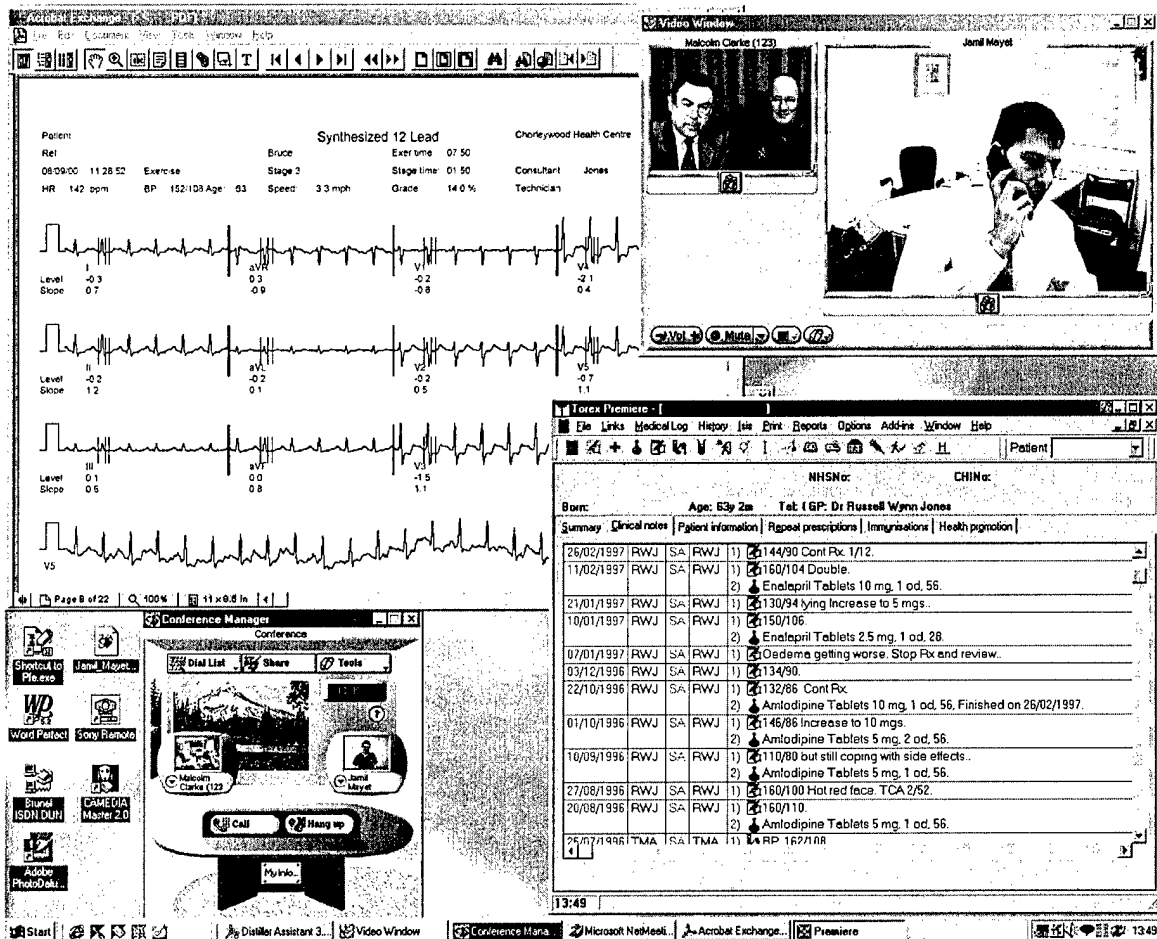 Acrobat Exchange - [ .PDF]
File Edit Document View Tools Window Help
Patient
Synthesized 12 Lead
Chorleywood Health Centre
Ref
Bruce
Exer time 07 50
08/09/00 11 28 52 Exercise
Stage 3
Stage time 01 50
Consultant Jones
HR 142 bpm BP 152/108 Age: 63 Speed: 3 3 mph
Grade 14 0 %
Technician
I aVR V1 V4
Level -0 3 0 3 -0.2 -2 1
Slope 0 7 -0.9 -0.8 0 4
II aVL V2 V5
Level -0.2 -0.2 -0.2 -0.7
Slope 1 2 0 1 0 5 1.1
III aVF V3
Level 0 1 0 0 -1 5
Slope 0 6 0 8 1.1
V5
Page 8 of 22 100% 11 x 8.5 in
Video Window
Malcolm Clarke (123)
Jamil Mayet
Vol Mute
Torex Premiere - [ ]
File Links Medical Log History Isis Print Reports Options Add-ins Window Help
Patient
NHSNo: CHINo:
Born: Age: 63y 2m Tel: ( GP: Dr Russell Wynn Jones
Summary Clinical notes Patient information Repeat prescriptions Immunisations Health promotion
26/02/1997 RWJ SA RWJ 1) 144/90 Cont Rx. 1/12.
11/02/1997 RWJ SA RWJ 1) 160/104 Double.
2) Enalapril Tablets 10 mg, 1 od, 56.
21/01/1997 RWJ SA RWJ 1) 130/94 lying Increase to 5 mgs..
10/01/1997 RWJ SA RWJ 1) 150/106.
2) Enalapril Tablets 2.5 mg, 1 od, 28.
07/01/1997 RWJ SA RWJ 1) Oedema getting worse. Stop Rx and review..
03/12/1996 RWJ SA RWJ 1) 134/90.
22/10/1996 RWJ SA RWJ 1) 132/86 Cont Rx.
2) Amlodipine Tablets 10 mg, 1 od, 56, Finished on 26/02/1997.
01/10/1996 RWJ SA RWJ 1) 146/86 Increase to 10 mgs.
2) Amlodipine Tablets 5 mg, 2 od, 56.
10/09/1996 RWJ SA RWJ 1) 110/80 but still coping with side effects..
2) Amlodipine Tablets 5 mg, 1 od, 56.
27/08/1996 RWJ SA RWJ 1) 160/100 Hot red face. TCA 2/52.
20/08/1996 RWJ SA RWJ 1) 160/110.
2) Amlodipine Tablets 5 mg, 1 od, 56.
25/07/1996 TMA SA TMA 1) BP 162/108
13:49
Conference Manager
Conference
Dial List Share Tools
Malcolm Clarke (123
Jamil Mayet
Call Hang up
My Info...
Shortcut to Pfe.exe
Jamil_Mayet...
Word Perfect
Sony Remote
Brunel ISDN DUN
CAMEDIA Master 2.0
Adobe PhotoDelu...
Start Distiller Assistant 3... Video Window Conference Mana... Microsoft NetMeeti... Acrobat Exchange... Premiere 13:49